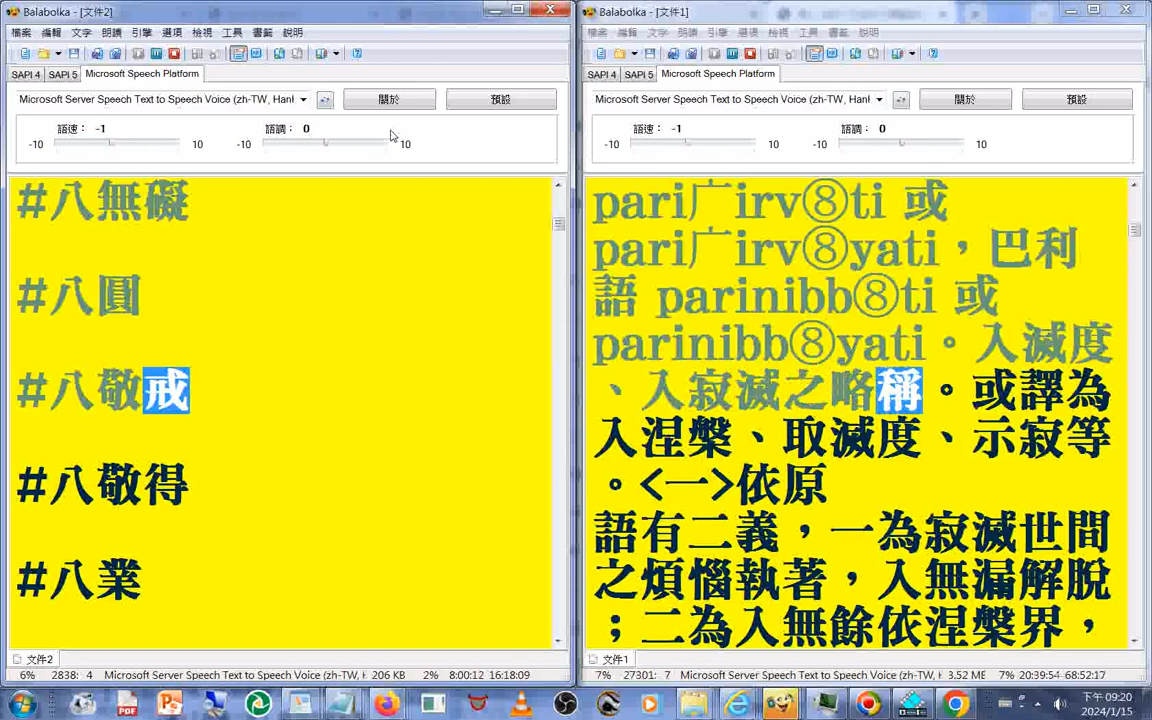 Balabolka - [文件2]
檔案 編輯 文字 朗讀 引擎 選項 檢視 工具 書籤 說明
SAPI 4 SAPI 5 Microsoft Speech Platform
Microsoft Server Speech Text to Speech Voice (zh-TW, Hanl
關於
預設
語速： -1
-10 10
語調： 0
-10 10
#八無礙
#八圓
#八敬戒
#八敬得
#八業
文件2
6% 2838: 4 Microsoft Server Speech Text to Speech Voice (zh-TW, H 206 KB 2% 8:00:12 16:18:09
Balabolka - [文件1]
檔案 編輯 文字 朗讀 引擎 選項 檢視 工具 書籤 說明
SAPI 4 SAPI 5 Microsoft Speech Platform
Microsoft Server Speech Text to Speech Voice (zh-TW, Hanl
關於
預設
語速： -1
-10 10
語調： 0
-10 10
pari广irv⑧ti 或
pari广irv⑧yati，巴利
語 parinibb⑧ti 或
parinibb⑧yati。入滅度
、入寂滅之略稱。或譯為
入涅槃、取滅度、示寂等
。<一>依原
語有二義，一為寂滅世間
之煩惱執著，入無漏解脫
；二為入無餘依涅槃界，
文件1
7% 27301: 7 Microsoft Server Speech Text to Speech Voice (zh-TW, 3.52 MB 7% 20:39:54 68:52:17
下午 09:20
2024/1/15